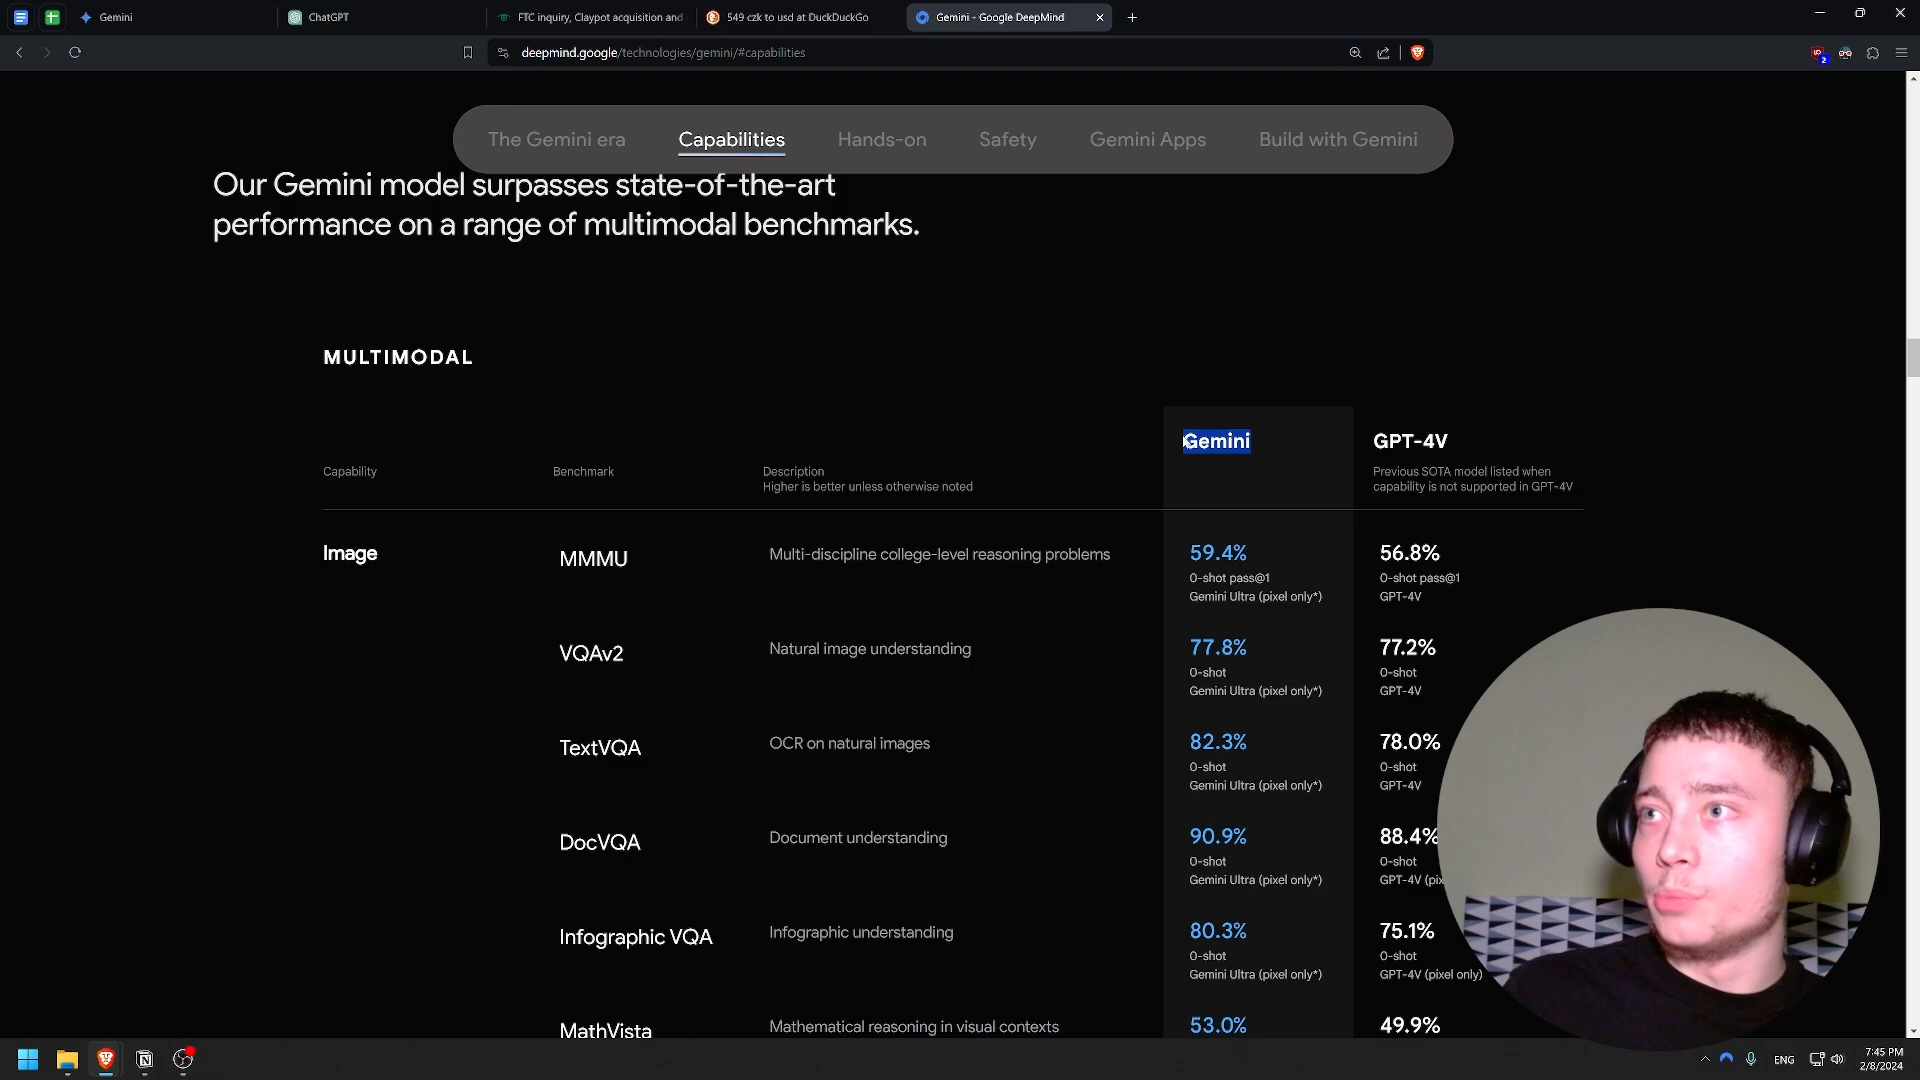 Gemini
ChatGPT
FTC inquiry, Claypot acquisition and
549 czk to usd at DuckDuckGo
Gemini - Google DeepMind
deepmind.google/technologies/gemini/#capabilities
2
The Gemini era
Capabilities
Hands-on
Safety
Gemini Apps
Build with Gemini
Our Gemini model surpasses state-of-the-art
performance on a range of multimodal benchmarks.
MULTIMODAL
Capability
Benchmark
Description
Higher is better unless otherwise noted
Gemini
GPT-4V
Previous SOTA model listed when
capability is not supported in GPT-4V
Image
MMMU
Multi-discipline college-level reasoning problems
59.4%
0-shot pass@1
Gemini Ultra (pixel only*)
56.8%
0-shot pass@1
GPT-4V
VQAv2
Natural image understanding
77.8%
0-shot
Gemini Ultra (pixel only*)
77.2%
0-shot
GPT-4V
TextVQA
OCR on natural images
82.3%
0-shot
Gemini Ultra (pixel only*)
78.0%
0-shot
GPT-4V
DocVQA
Document understanding
90.9%
0-shot
Gemini Ultra (pixel only*)
88.4%
0-shot
GPT-4V (pix
Infographic VQA
Infographic understanding
80.3%
0-shot
Gemini Ultra (pixel only*)
75.1%
0-shot
GPT-4V (pixel only)
MathVista
Mathematical reasoning in visual contexts
53.0%
49.9%
ENG
7:45 PM
2/8/2024